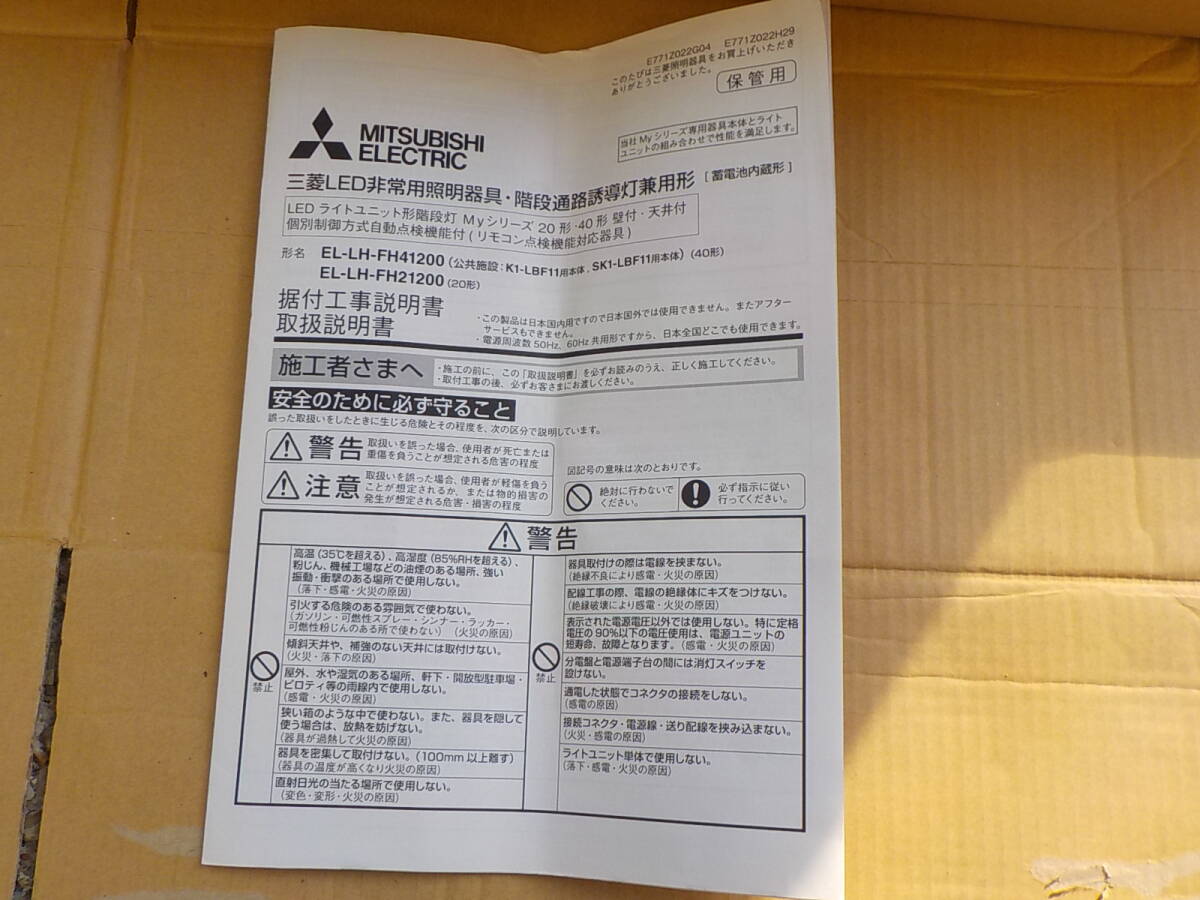 E771Z022G04 E771Z022H29
このたびは三菱照明器具をお買上げいただき
ありがとうございました。
保管用
当社 My シリーズ専用器具本体とライト
ユニットの組み合わせで性能を満足します。
MITSUBISHI
ELECTRIC
三菱LED非常用照明器具・階段通路誘導灯兼用形 [蓄電池内蔵形]
LED ライトユニット形階段灯 Myシリーズ 20形・40形 壁付・天井付
個別制御方式自動点検機能付(リモコン点検機能対応器具)
形名 EL-LH-FH41200(公共施設:K1-LBF11用本体,SK1-LBF11用本体)(40形)
EL-LH-FH21200(20形)
据付工事説明書
取扱説明書
・この製品は日本国内用ですので日本国外では使用できません。またアフター
サービスもできません。
・電源周波数 50Hz、60Hz 共用形ですから、日本全国どこでも使用できます。
施工者さまへ
・施工の前に、この「取扱説明書」を必ずお読みのうえ、正しく施工してください。
・取付工事の後、必ずお客さまにお渡しください。
安全のために必ず守ること
誤った取扱いをしたときに生じる危険とその程度を、次の区分で説明しています。
警告
取扱いを誤った場合、使用者が死亡または
重傷を負うことが想定される危害の程度
注意
取扱いを誤った場合、使用者が軽傷を負う
ことが想定されるか、または物的損害の
発生が想定される危害・損害の程度
図記号の意味は次のとおりです。
絶対に行わないで
ください。
必ず指示に従い
行ってください。
警告
禁止
高温(35℃を超える)、高湿度(85%RHを超える)、
粉じん、機械工場などの油煙のある場所、強い
振動・衝撃のある場所で使用しない。
(落下・感電・火災の原因)
引火する危険のある雰囲気で使わない。
(ガソリン・可燃性スプレー・シンナー・ラッカー・
可燃性粉じんのある所で使わない) (火災の原因)
傾斜天井や、補強のない天井には取付けない。
(火災・落下の原因)
屋外、水や湿気のある場所、軒下・開放型駐車場・
ピロティ等の雨線内で使用しない。
(感電・火災の原因)
狭い箱のような中で使わない。また、器具を隠して
使う場合は、放熱を妨げない。
(器具が過熱して火災の原因)
器具を密集して取付けない。(100mm 以上離す)
(器具の温度が高くなり火災の原因)
直射日光の当たる場所で使用しない。
(変色・変形・火災の原因)
禁止
器具取付けの際は電線を挟まない。
(絶縁不良により感電・火災の原因)
配線工事の際、電線の絶縁体にキズをつけない。
(絶縁破壊により感電・火災の原因)
表示された電源電圧以外では使用しない。特に定格
電圧の 90%以下の電圧使用は、電源ユニットの
短寿命、故障となります。(感電・火災の原因)
分電盤と電源端子台の間には消灯スイッチを
設けない。
通電した状態でコネクタの接続をしない。
(感電の原因)
接続コネクタ・電源線・送り配線を挟み込まない。
(火災・感電の原因)
ライトユニット単体で使用しない。
(落下・感電・火災の原因)